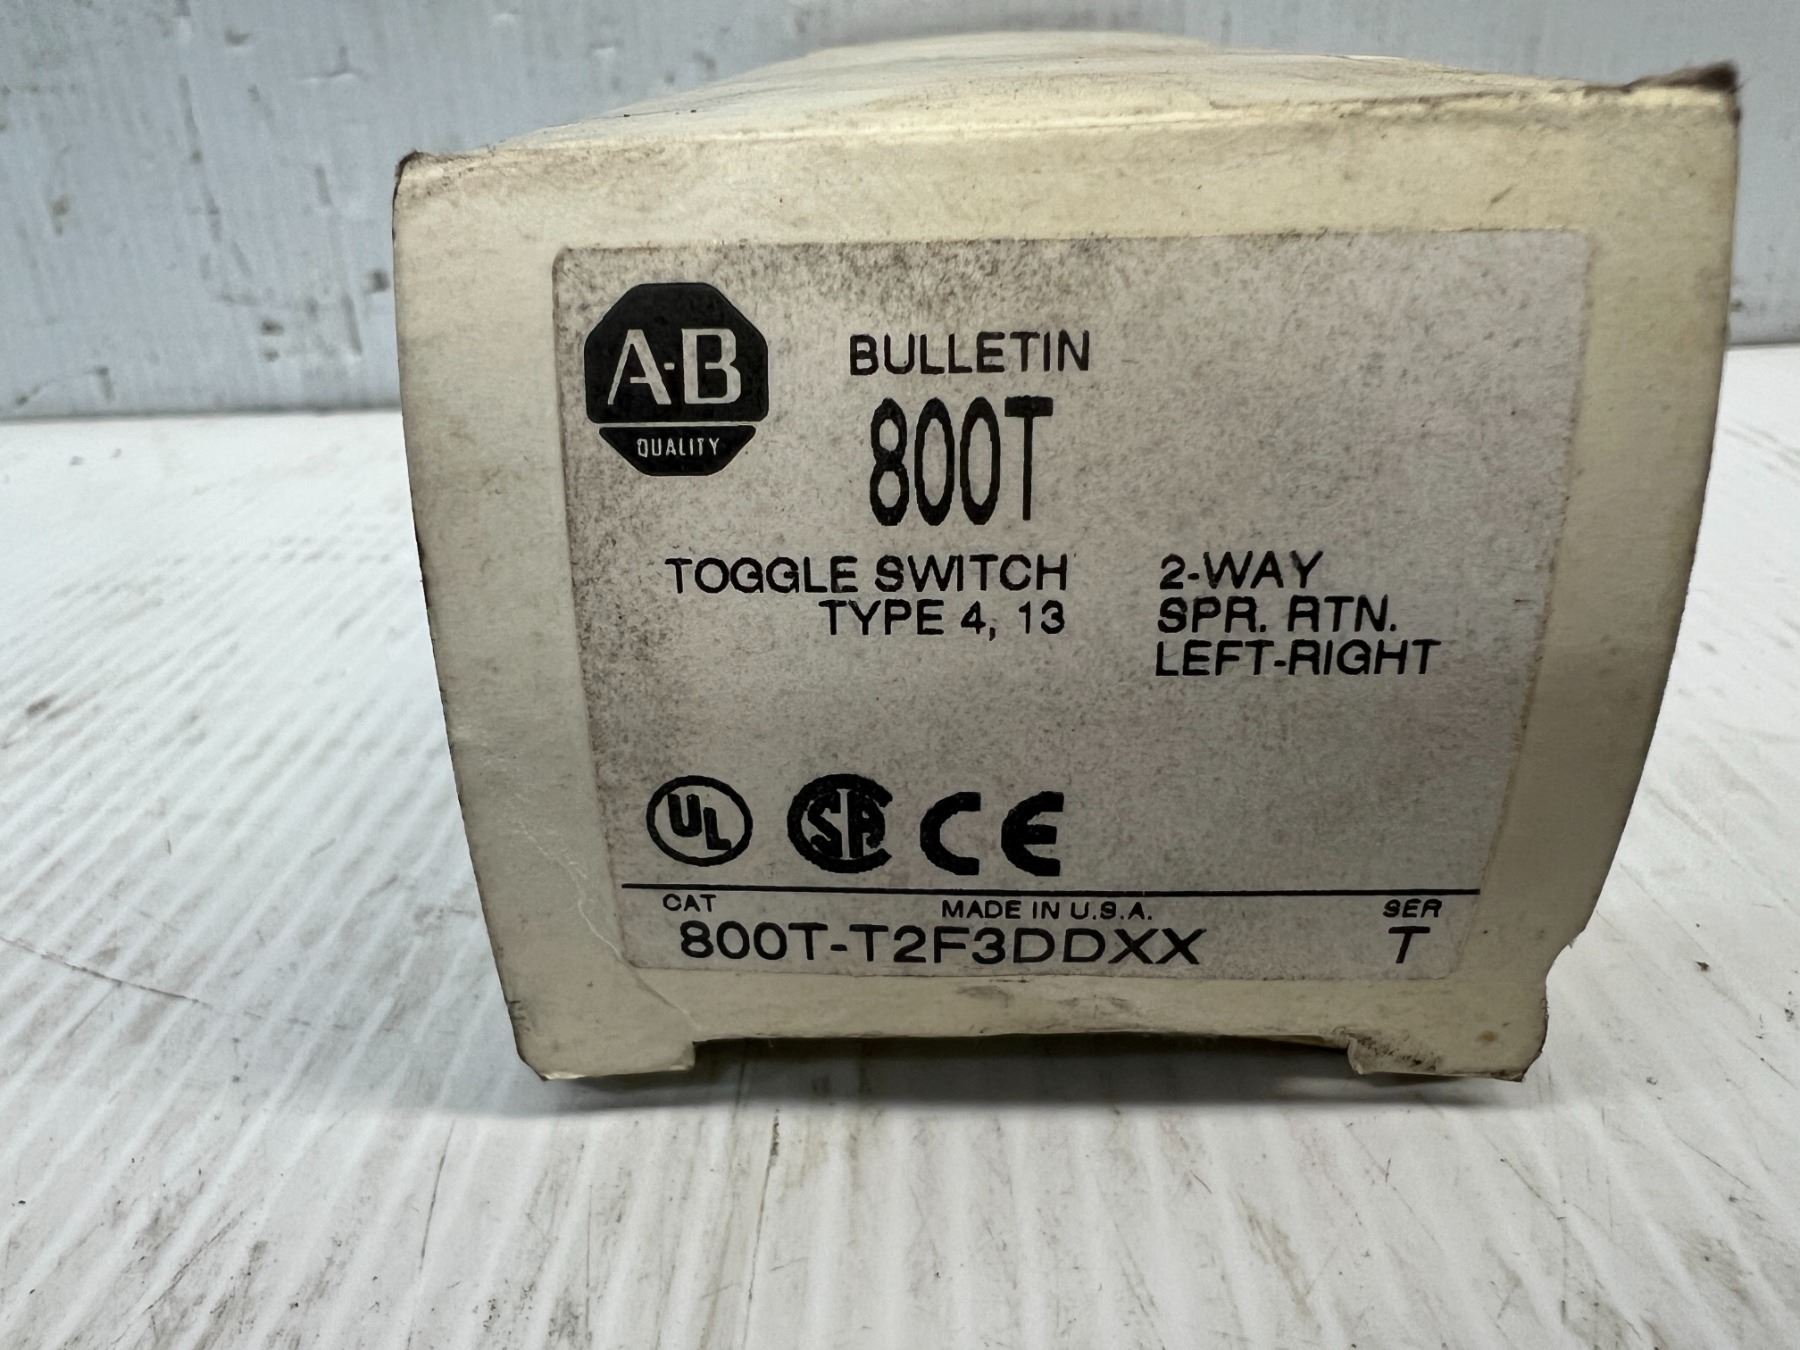 A-B
QUALITY
BULLETIN
800T
TOGGLE SWITCH
TYPE 4, 13
2-WAY
SPR. RTN.
LEFT-RIGHT
UL
SA
CE
CAT
MADE IN U.S.A.
SER
800T-T2F3DDXX
T